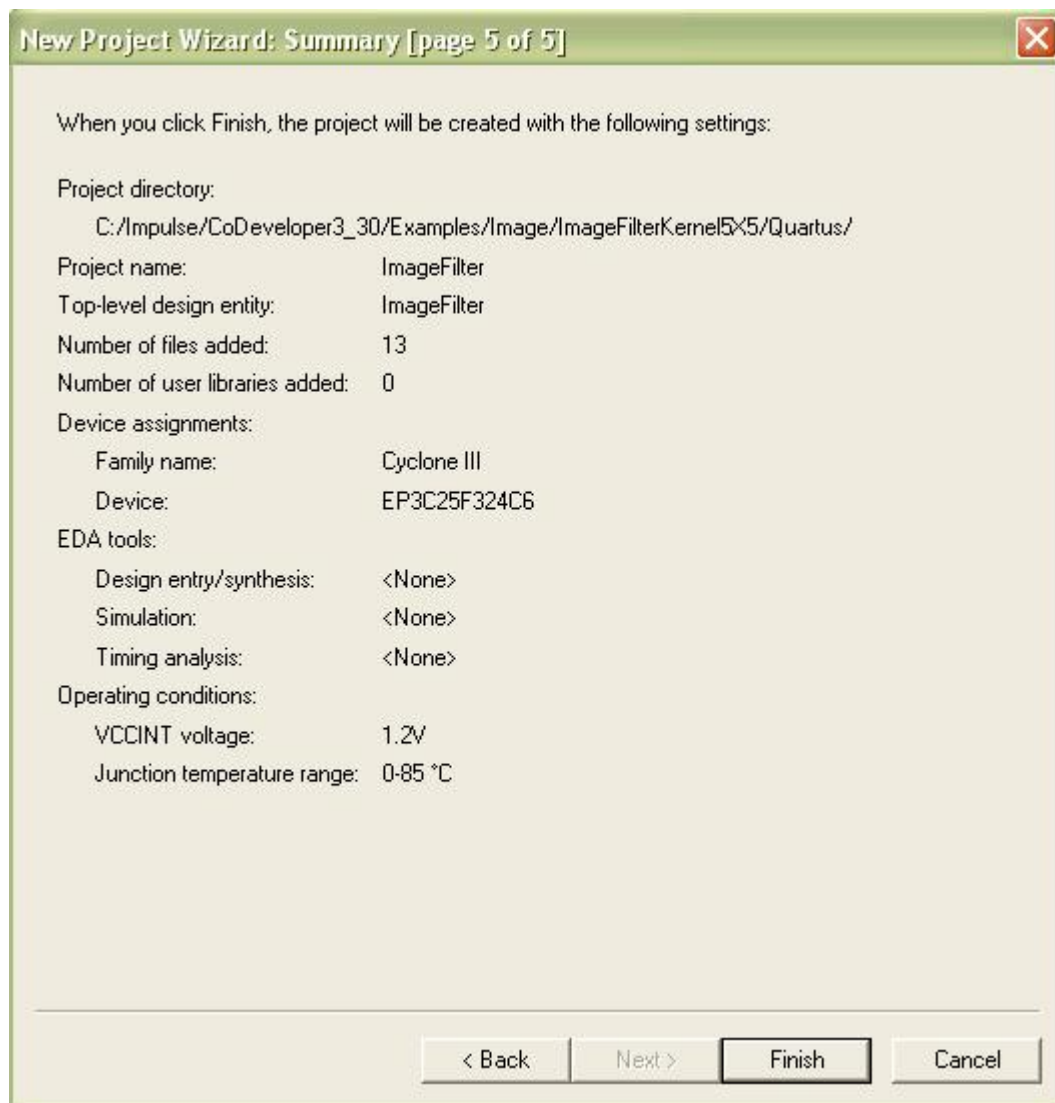 New Project Wizard: Summary [page 5 of 5]
When you click Finish, the project will be created with the following settings:
Project directory:
C:/Impulse/CoDeveloper3_30/Examples/Image/ImageFilterKernel5X5/Quartus/
Project name: ImageFilter
Top-level design entity: ImageFilter
Number of files added: 13
Number of user libraries added: 0
Device assignments:
Family name: Cyclone III
Device: EP3C25F324C6
EDA tools:
Design entry/synthesis: <None>
Simulation: <None>
Timing analysis: <None>
Operating conditions:
VCCINT voltage: 1.2V
Junction temperature range: 0-85 °C
< Back Next > Finish Cancel